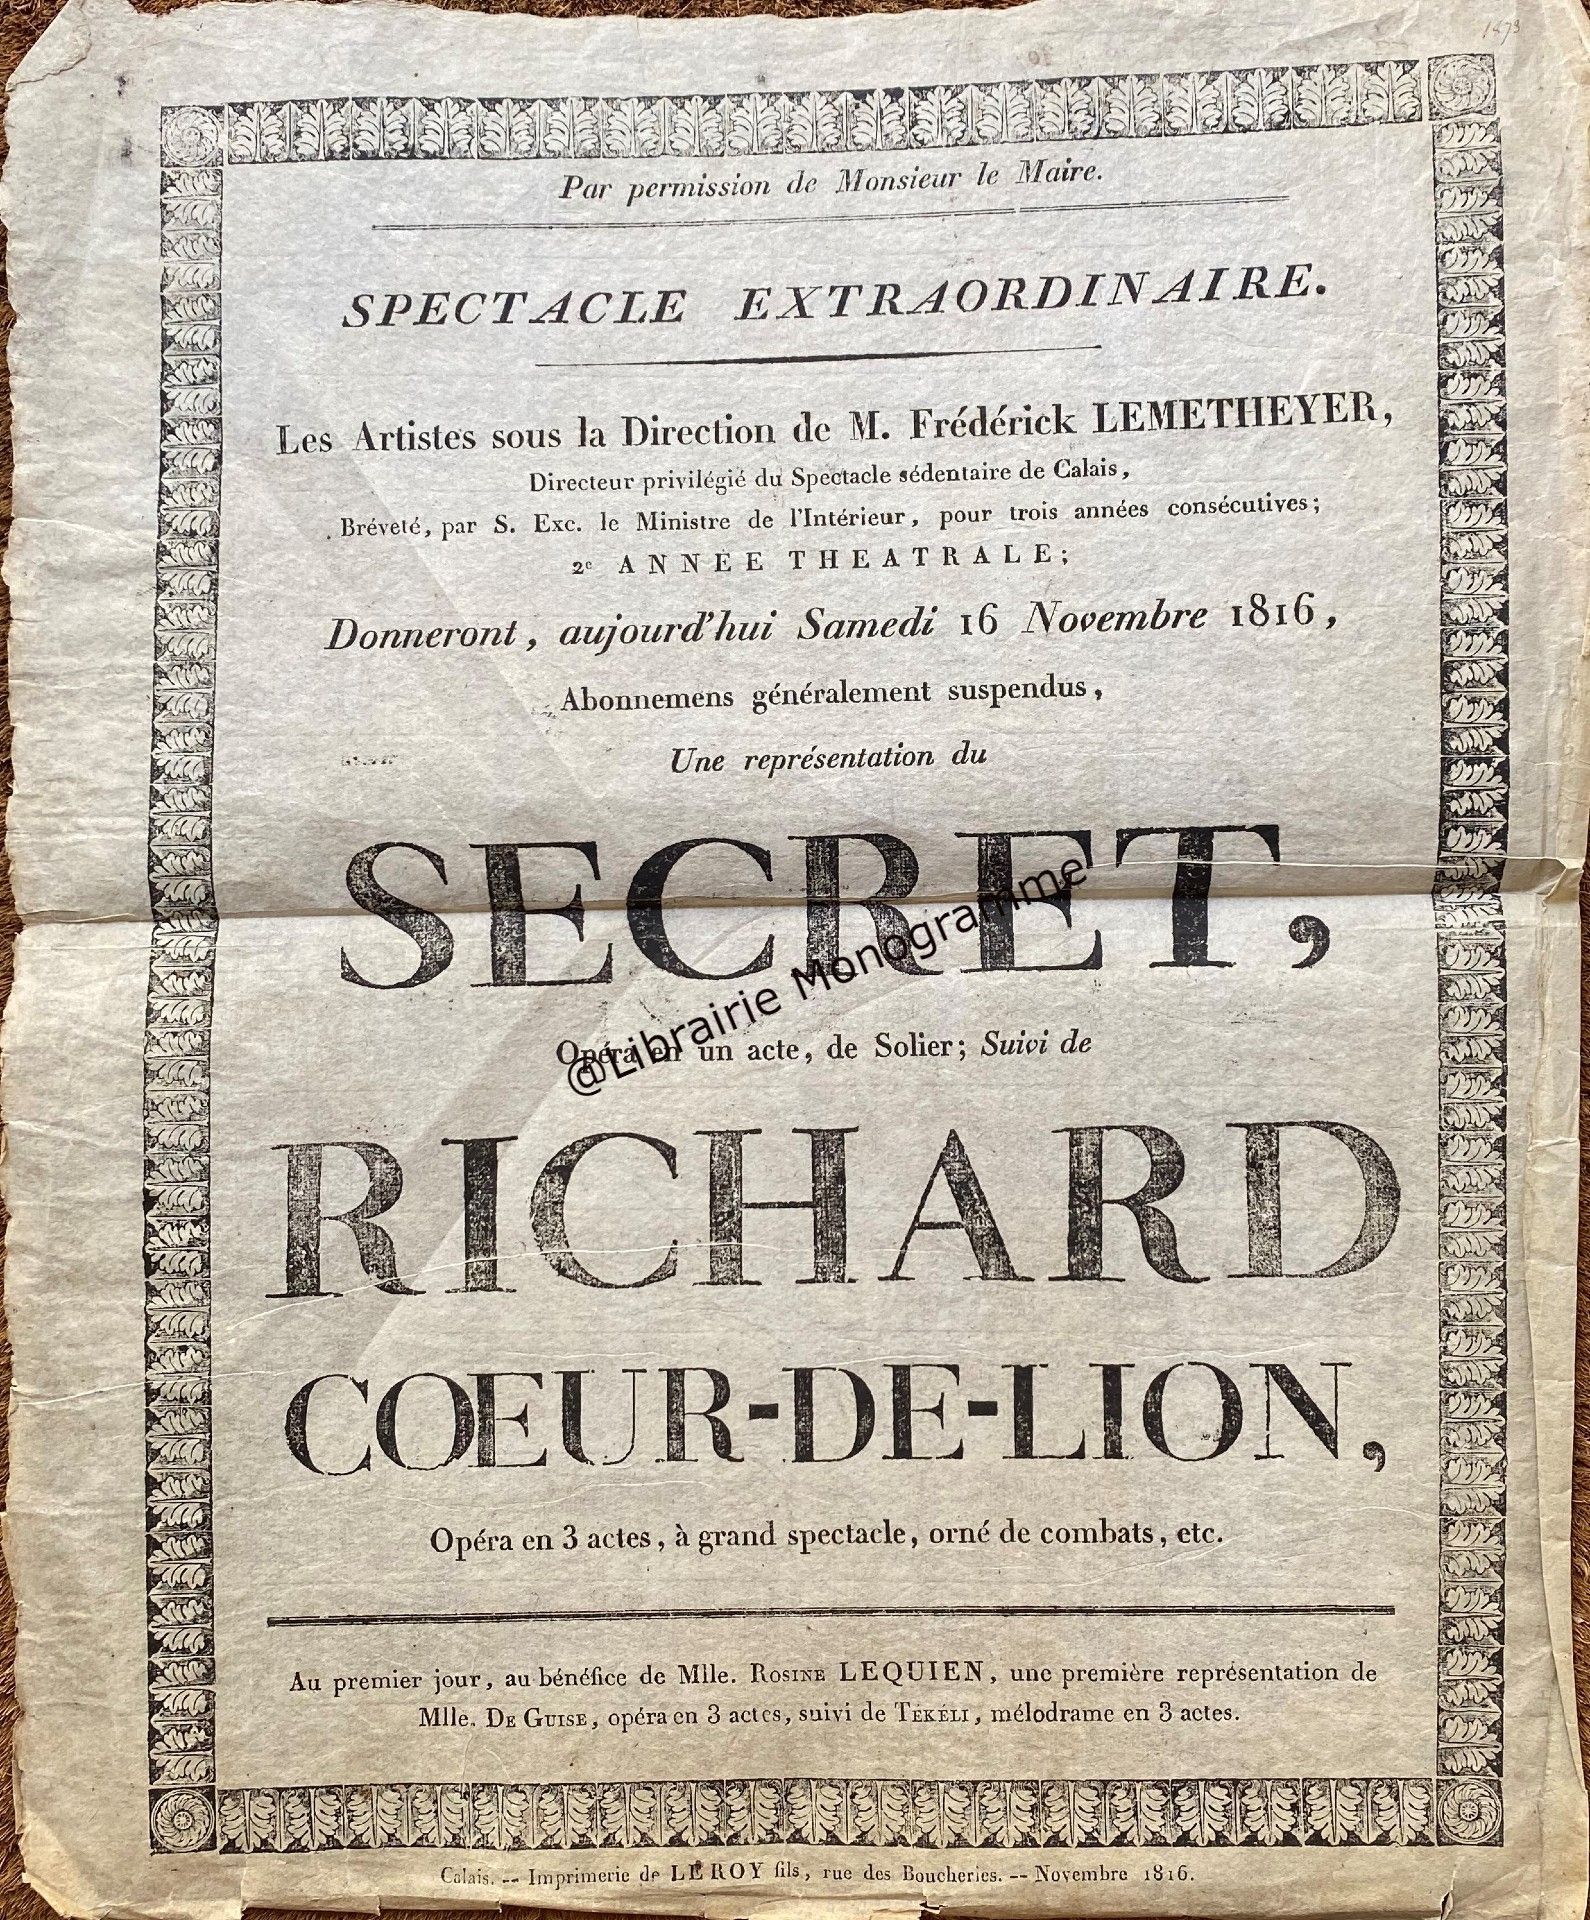 Par permission de Monsieur le Maire.
SPECTACLE EXTRAORDINAIRE.
Les Artistes sous la Direction de M. Frédérick LEMETHEYER,
Directeur privilégié du Spectacle sédentaire de Calais,
Bréveté, par S. Exc. le Ministre de l'Intérieur, pour trois années consécutives;
2e ANNÉE THEATRALE;
Donneront, aujourd'hui Samedi 16 Novembre 1816,
Abonnemens généralement suspendus,
Une représentation du
SECRET,
@Librairie Monogramme
Opéra en un acte, de Solier; Suivi de
RICHARD
CŒUR-DE-LION,
Opéra en 3 actes, à grand spectacle, orné de combats, etc.
Au premier jour, au bénéfice de Mlle. ROSINE LEQUIEN, une première représentation de
Mlle. DE GUISE, opéra en 3 actes, suivi de TÉKÉLI, mélodrame en 3 actes.
Calais. -- Imprimerie de LEROY fils, rue des Boucheries. -- Novembre 1816.